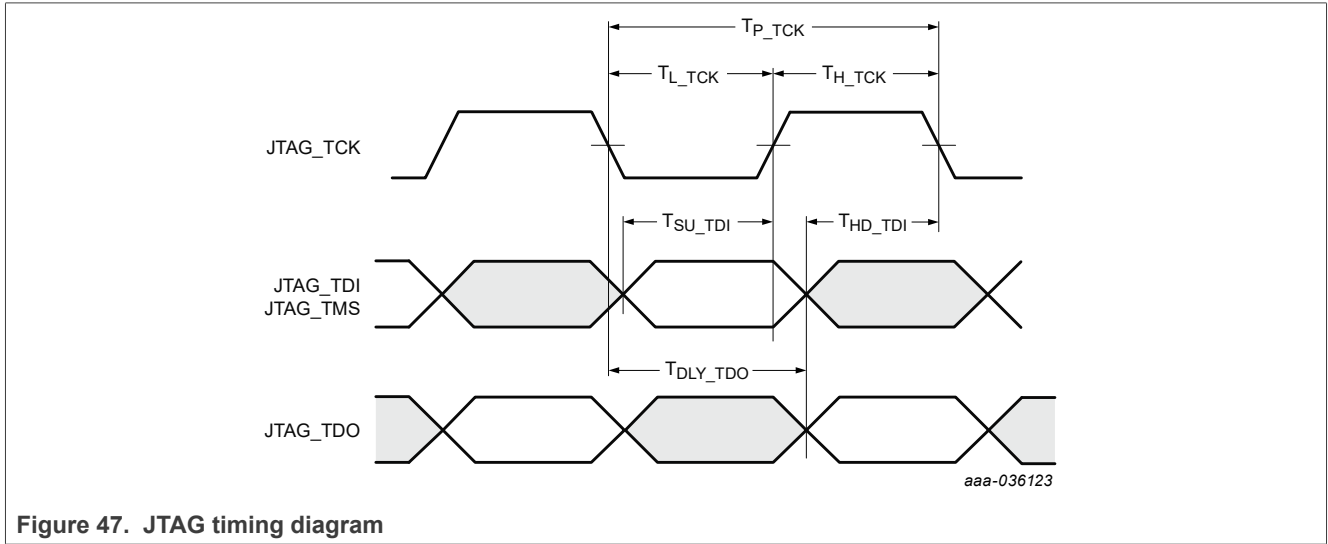 T_P_TCK
T_L_TCK
T_H_TCK
JTAG_TCK
T_SU_TDI
T_HD_TDI
JTAG_TDI
JTAG_TMS
T_DLY_TDO
JTAG_TDO
aaa-036123
Figure 47. JTAG timing diagram